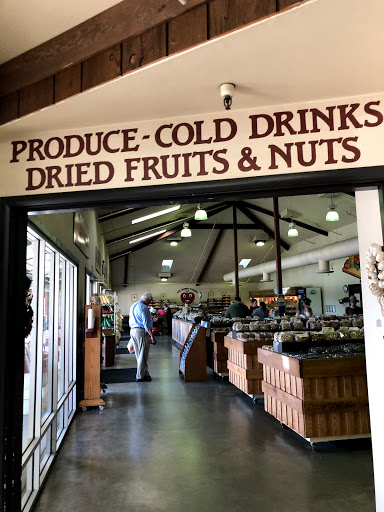 PRODUCE-COLD DRINKS
DRIED FRUITS & NUTS